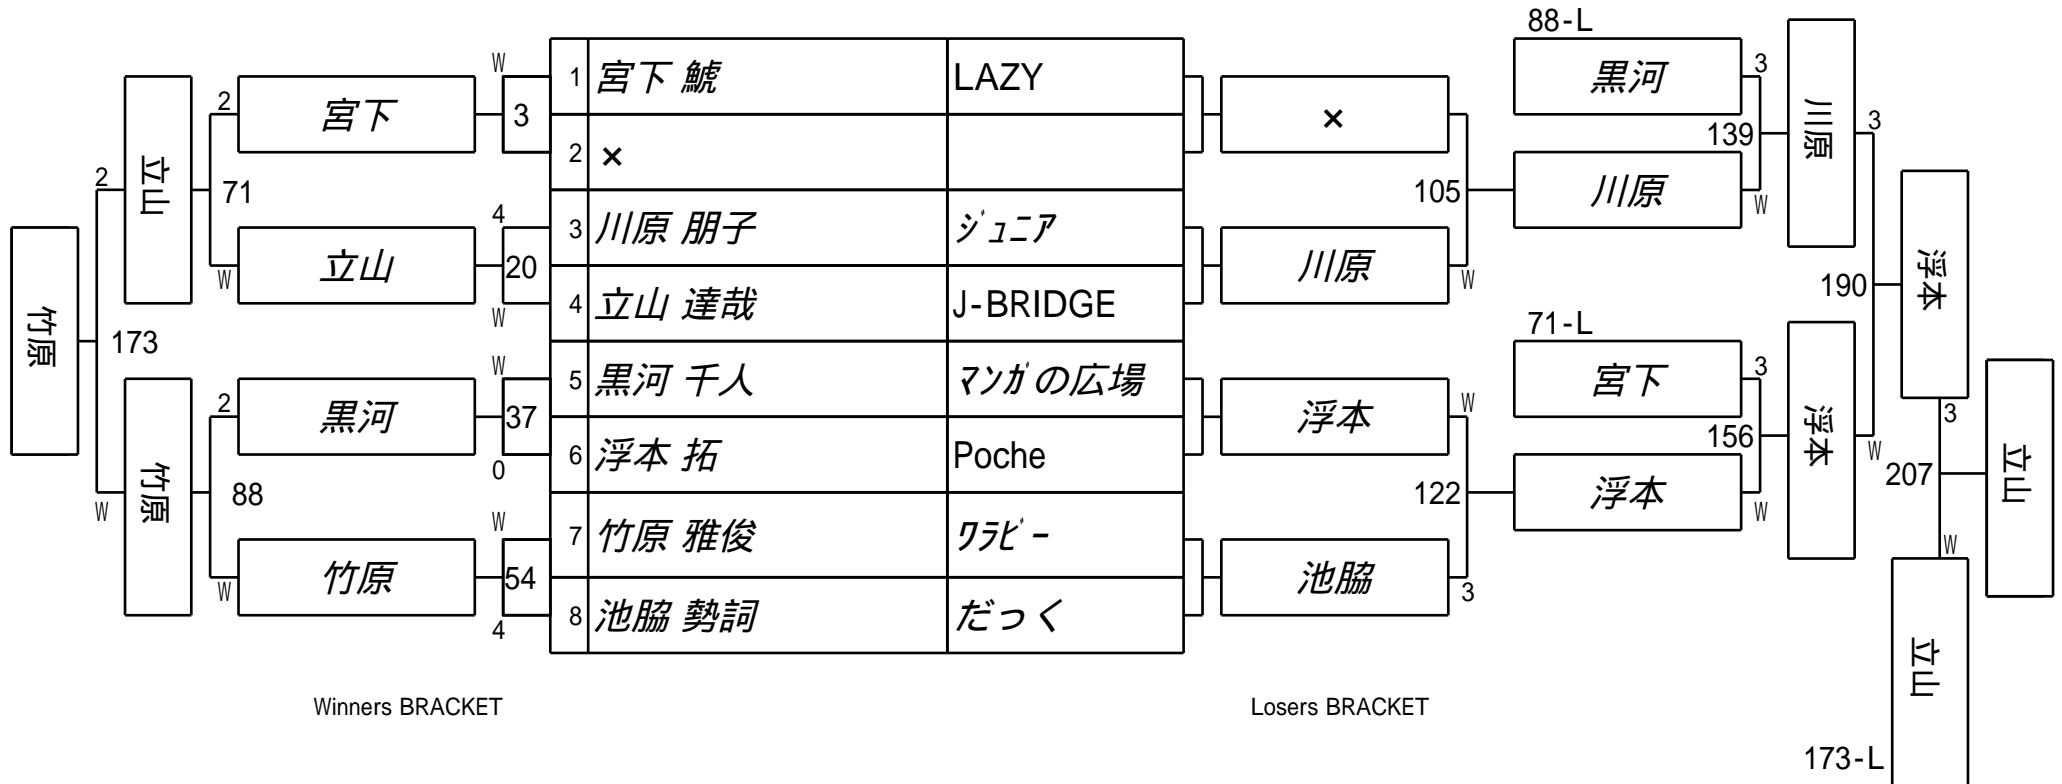 88-L
W
1 宮下 鯱 LAZY
3
2 ×
3 川原 朋子 ジュニア
4
20
4 立山 達哉 J-BRIDGE
W
5 黒河 千人 マンガの広場
W
37
6 浮本 拓 Poche
0
7 竹原 雅俊 ワラビー
W
54
8 池脇 勢詞 だっく
4
宮下
2
71
立山
W
黒河
2
88
竹原
W
立山
2
173
竹原
W
竹原
×
105
川原
W
浮本
W
122
池脇
3
黒河
3
139
川原
W
71-L
宮下
3
156
浮本
W
川原
3
190
浮本
W
浮本
3
207
立山
W
立山
173-L
Winners BRACKET
Losers BRACKET